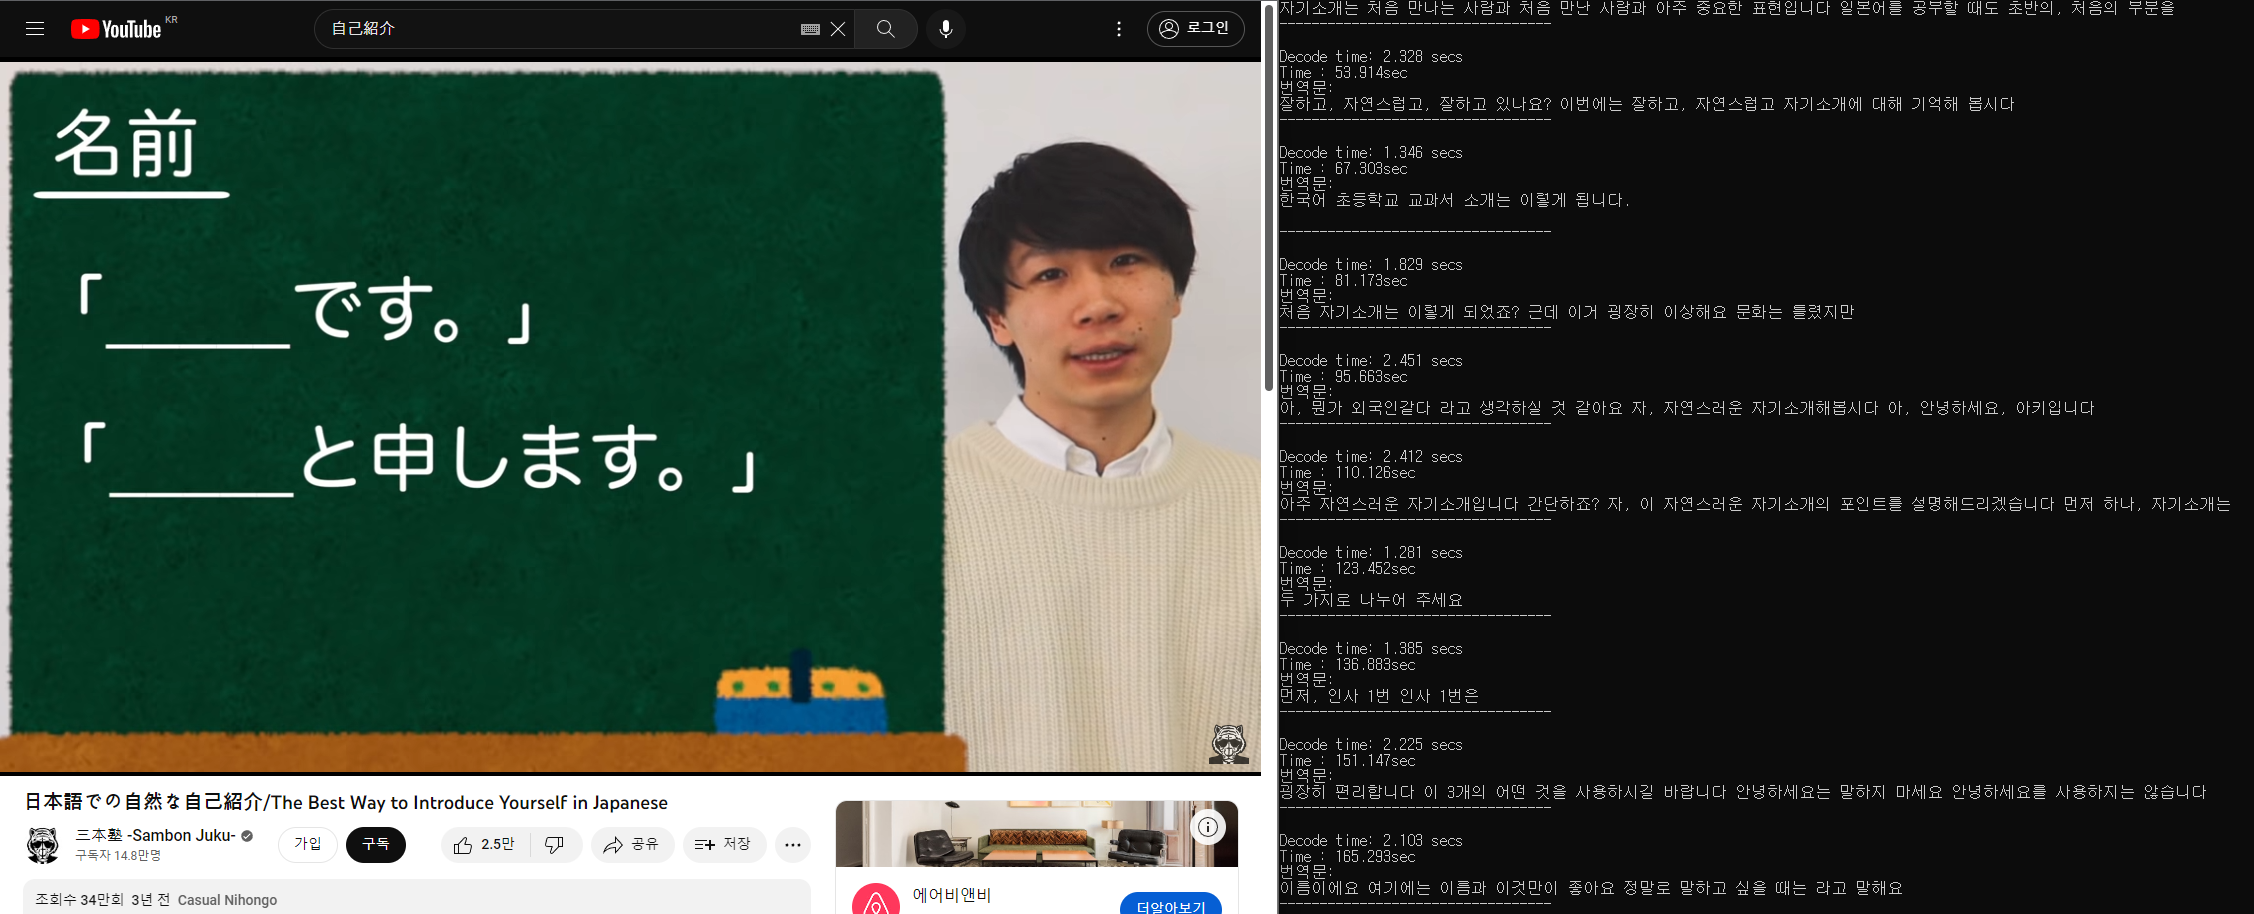 YouTube KR
自己紹介
로그인
名前
「_____です。」
「_____と申します。」
日本語での自然な自己紹介/The Best Way to Introduce Yourself in Japanese
三本塾 -Sambon Juku-
구독자 14.8만명
가입
구독
2.5만
공유
저장
조회수 34만회 3년 전 Casual Nihongo
에어비앤비
더알아보기
자기소개는 처음 만나는 사람과 처음 만난 사람과 아주 중요한 표현입니다 일본어를 공부할 때도 초반의, 처음의 부분을
----------------------------------
Decode time: 2.328 secs
Time : 53.914sec
번역문:
잘하고, 자연스럽고, 잘하고 있나요? 이번에는 잘하고, 자연스럽고 자기소개에 대해 기억해 봅시다
----------------------------------
Decode time: 1.346 secs
Time : 67.303sec
번역문:
한국어 초등학교 교과서 소개는 이렇게 됩니다.
----------------------------------
Decode time: 1.829 secs
Time : 81.173sec
번역문:
처음 자기소개는 이렇게 되었죠? 근데 이거 굉장히 이상해요 문화는 틀렸지만
----------------------------------
Decode time: 2.451 secs
Time : 95.663sec
번역문:
아, 뭔가 외국인같다 라고 생각하실 것 같아요 자, 자연스러운 자기소개해봅시다 아, 안녕하세요, 아키입니다
----------------------------------
Decode time: 2.412 secs
Time : 110.126sec
번역문:
아주 자연스러운 자기소개입니다 간단하죠? 자, 이 자연스러운 자기소개의 포인트를 설명해드리겠습니다 먼저 하나, 자기소개는
----------------------------------
Decode time: 1.281 secs
Time : 123.452sec
번역문:
두 가지로 나누어 주세요
----------------------------------
Decode time: 1.385 secs
Time : 136.883sec
번역문:
먼저, 인사 1번 인사 1번은
----------------------------------
Decode time: 2.225 secs
Time : 151.147sec
번역문:
굉장히 편리합니다 이 3개의 어떤 것을 사용하시길 바랍니다 안녕하세요는 말하지 마세요 안녕하세요를 사용하지는 않습니다
----------------------------------
Decode time: 2.103 secs
Time : 165.293sec
번역문:
이름이에요 여기에는 이름과 이것만이 좋아요 정말로 말하고 싶을 때는 라고 말해요
----------------------------------